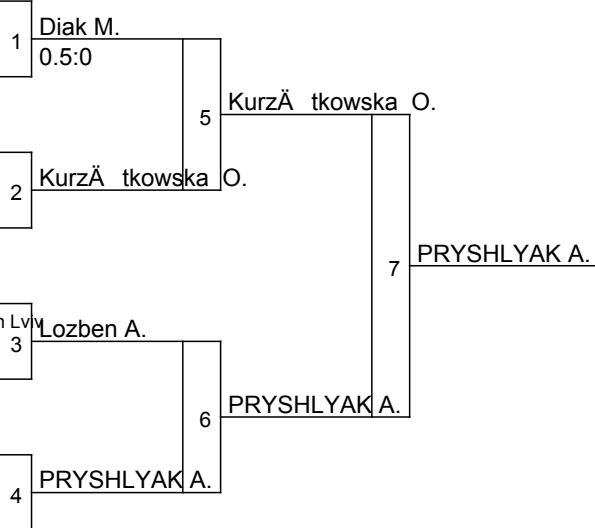 1
Diak M.
0.5:0
5
KurzÄ tkowska O.
2
KurzÄ tkowska O.
7
PRYSHLYAK A.
n Lviv
3
Lozben A.
6
PRYSHLYAK A.
4
PRYSHLYAK A.